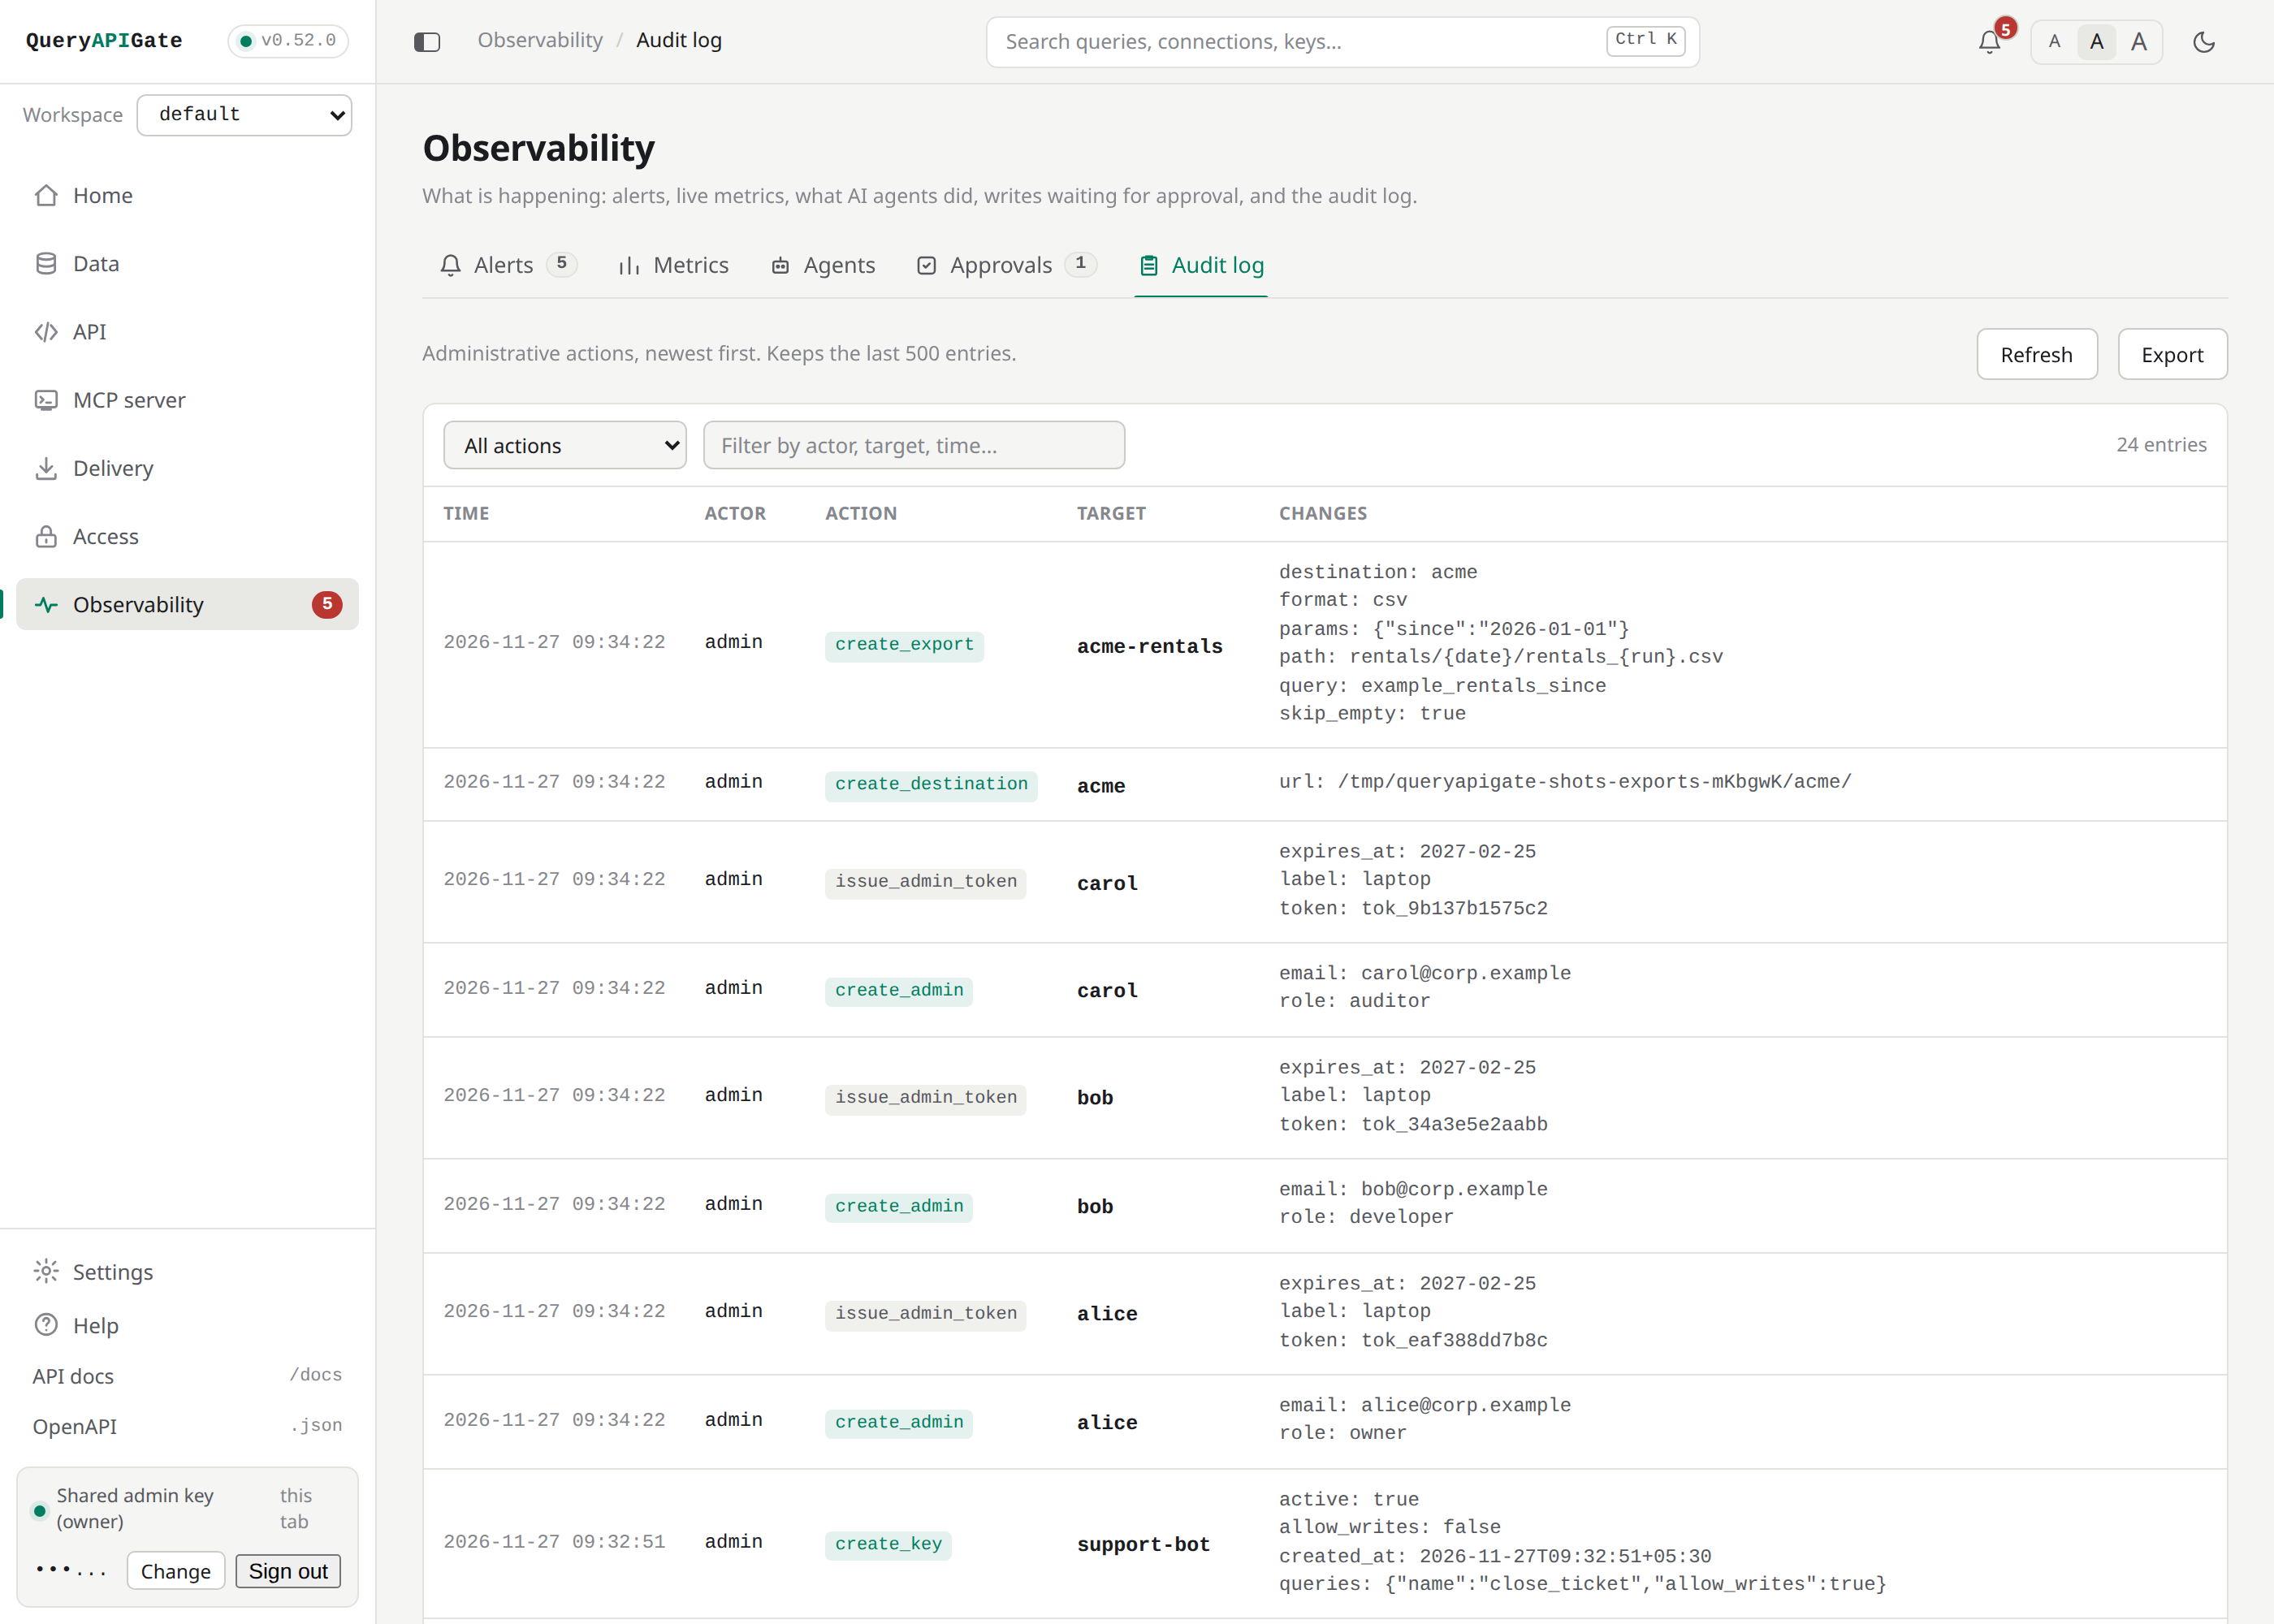 QueryAPIGate
v0.52.0
Observability / Audit log
Search queries, connections, keys...
Ctrl K
5
A A A
Workspace
default
Home
Data
API
MCP server
Delivery
Access
Observability
5
Observability
What is happening: alerts, live metrics, what AI agents did, writes waiting for approval, and the audit log.
Alerts 5
Metrics
Agents
Approvals 1
Audit log
Administrative actions, newest first. Keeps the last 500 entries.
Refresh
Export
All actions
Filter by actor, target, time...
24 entries
TIME ACTOR ACTION TARGET CHANGES
2026-11-27 09:34:22 admin create_export acme-rentals
destination: acme
format: csv
params: {"since":"2026-01-01"}
path: rentals/{date}/rentals_{run}.csv
query: example_rentals_since
skip_empty: true
2026-11-27 09:34:22 admin create_destination acme
url: /tmp/queryapigate-shots-exports-mKbgwK/acme/
2026-11-27 09:34:22 admin issue_admin_token carol
expires_at: 2027-02-25
label: laptop
token: tok_9b137b1575c2
2026-11-27 09:34:22 admin create_admin carol
email: carol@corp.example
role: auditor
2026-11-27 09:34:22 admin issue_admin_token bob
expires_at: 2027-02-25
label: laptop
token: tok_34a3e5e2aabb
2026-11-27 09:34:22 admin create_admin bob
email: bob@corp.example
role: developer
2026-11-27 09:34:22 admin issue_admin_token alice
expires_at: 2027-02-25
label: laptop
token: tok_eaf388dd7b8c
2026-11-27 09:34:22 admin create_admin alice
email: alice@corp.example
role: owner
2026-11-27 09:32:51 admin create_key support-bot
active: true
allow_writes: false
created_at: 2026-11-27T09:32:51+05:30
queries: {"name":"close_ticket","allow_writes":true}
Settings
Help
API docs /docs
OpenAPI .json
Shared admin key
(owner)
this
tab
•••...
Change
Sign out